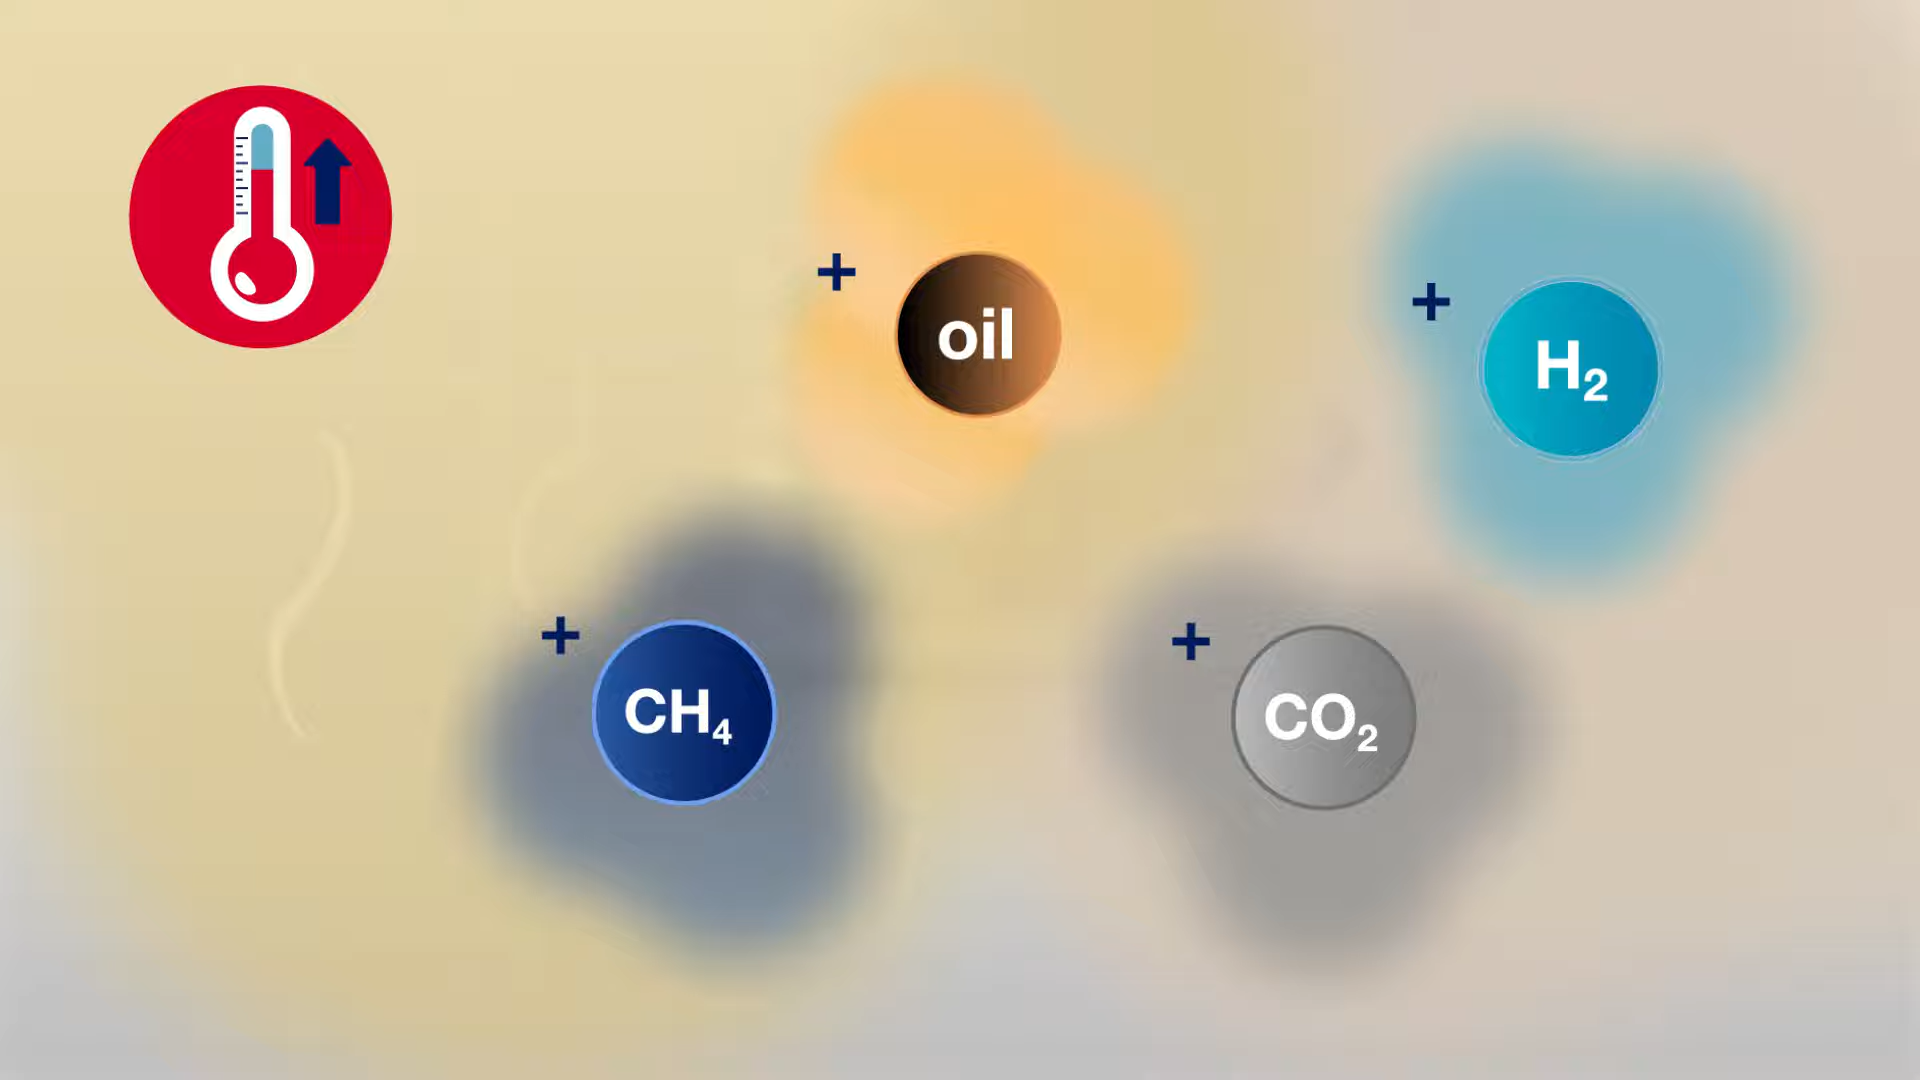 + oil
+ H₂
+ CH₄
+ CO₂